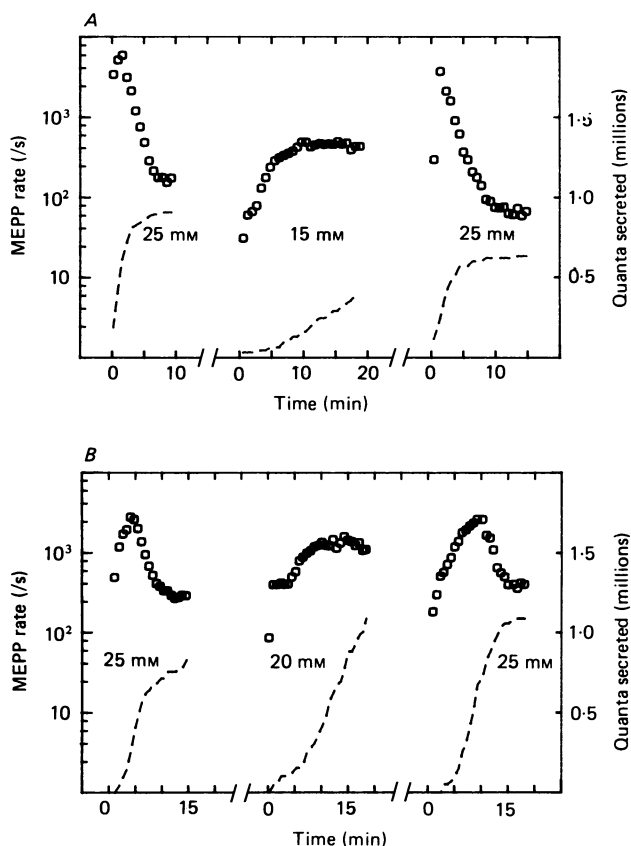 A
MEPP rate (/s)
10³
10²
10
25 mM
15 mM
25 mM
1·5
1·0
0·5
Quanta secreted (millions)
0 10
0 10 20
0 10
Time (min)
B
MEPP rate (/s)
10³
10²
10
25 mM
20 mM
25 mM
1·5
1·0
0·5
Quanta secreted (millions)
0 15
0 15
0 15
Time (min)